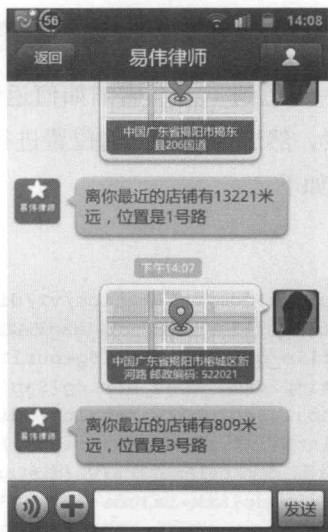 56
14:08
返回
易伟律师
中国广东省揭阳市揭东
县206国道
易伟律师
离你最近的店铺有13221米
远，位置是1号路
下午14:07
中国广东省揭阳市榕城区新
河路 邮政编码: 522021
易伟律师
离你最近的店铺有809米
远，位置是3号路
发送